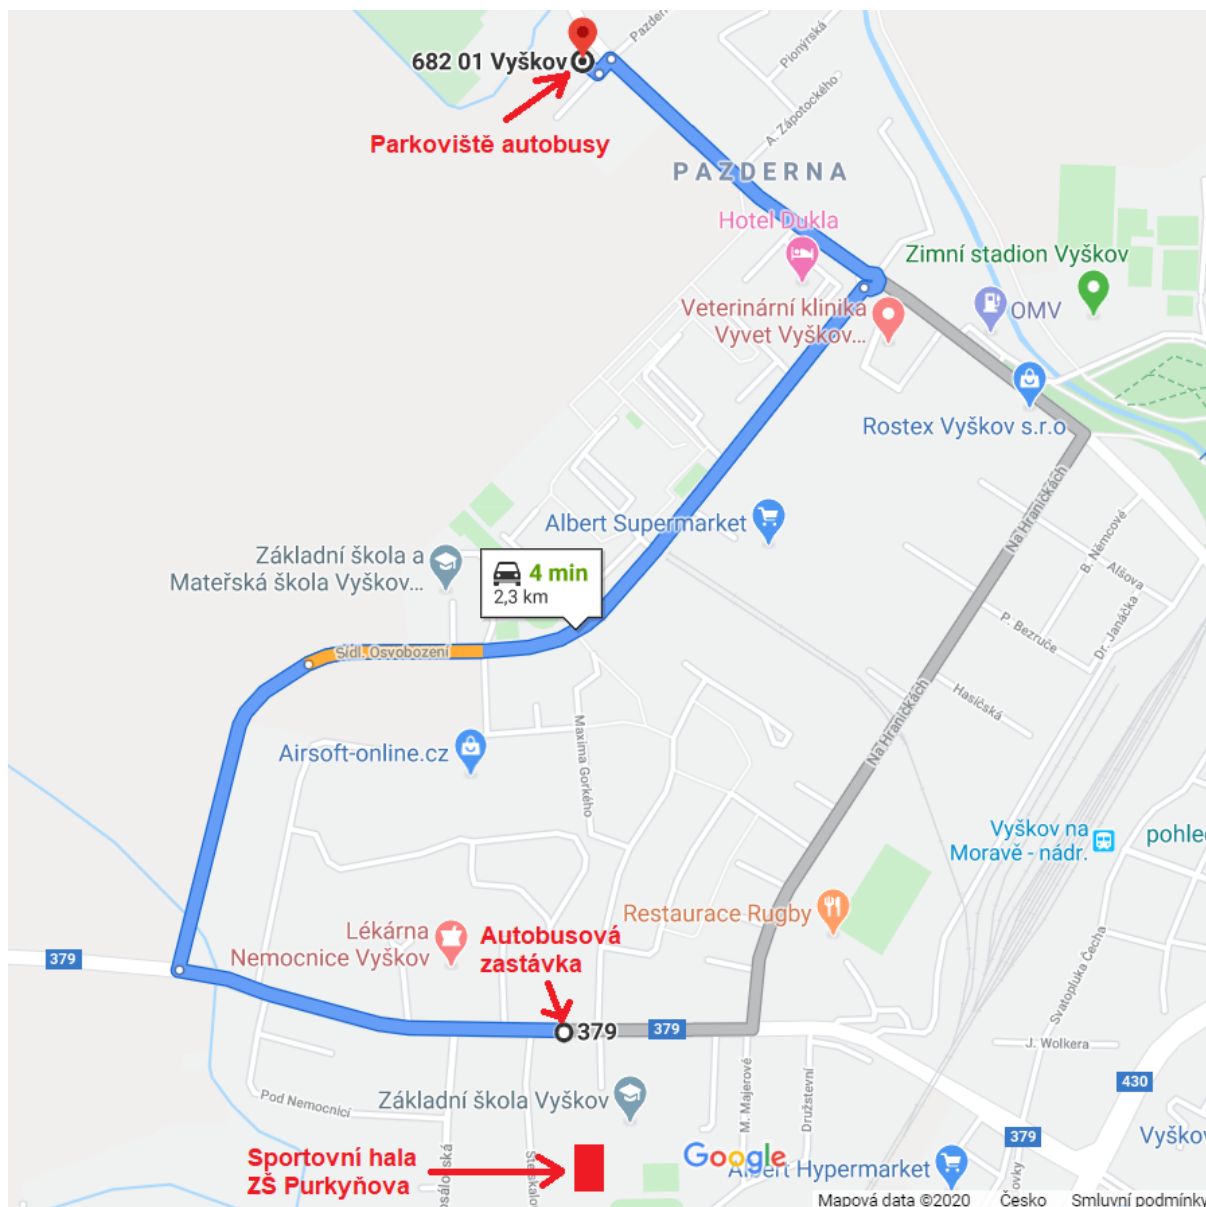 Pazder
682 01 Vyškov
Pionýrská
Parkoviště autobusy
A. Zápotockého
PAZDERNA
Hotel Dukla
Zimní stadion Vyškov
Veterinární klinika
Vyvet Vyškov...
OMV
Rostex Vyškov s.r.o
Albert Supermarket
Na Hraničkách
B. Němcové
Alšova
Základní škola a
Mateřská škola Vyškov...
4 min
2,3 km
P. Bezruče
Dr. Janáčka
Sídl. Osvobození
Hasičská
Na Hraničkách
Maxima Gorkého
Airsoft-online.cz
Vyškov na
Moravě - nádr.
pohle
Restaurace Rugby
Lékárna
Nemocnice Vyškov
Autobusová
zastávka
379
Svatopluka Čecha
379
379
J. Wolkera
M. Majerové
Družstevní
430
Základní škola Vyškov
Pod Nemocnicí
379
Vyškov
Sportovní hala
ZŠ Purkyňova
Google
Albert Hypermarket
Mapová data ©2020
Česko
Smluvní podmínky